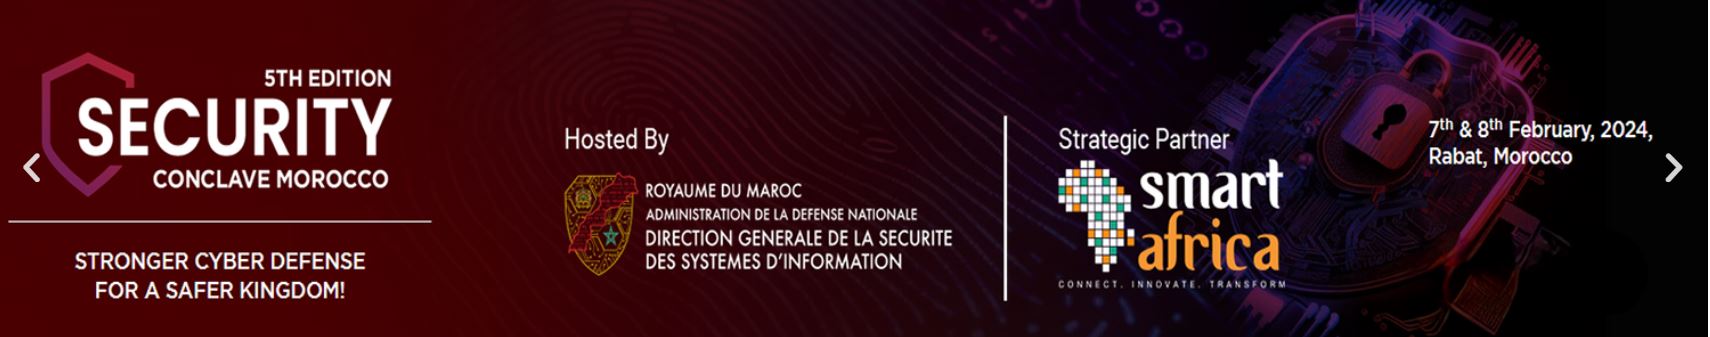 5TH EDITION
SECURITY
CONCLAVE MOROCCO
STRONGER CYBER DEFENSE
FOR A SAFER KINGDOM!
Hosted By
ROYAUME DU MAROC
ADMINISTRATION DE LA DEFENSE NATIONALE
DIRECTION GENERALE DE LA SECURITE
DES SYSTEMES D'INFORMATION
Strategic Partner
smart
africa
CONNECT. INNOVATE. TRANSFORM
7th & 8th February, 2024,
Rabat, Morocco